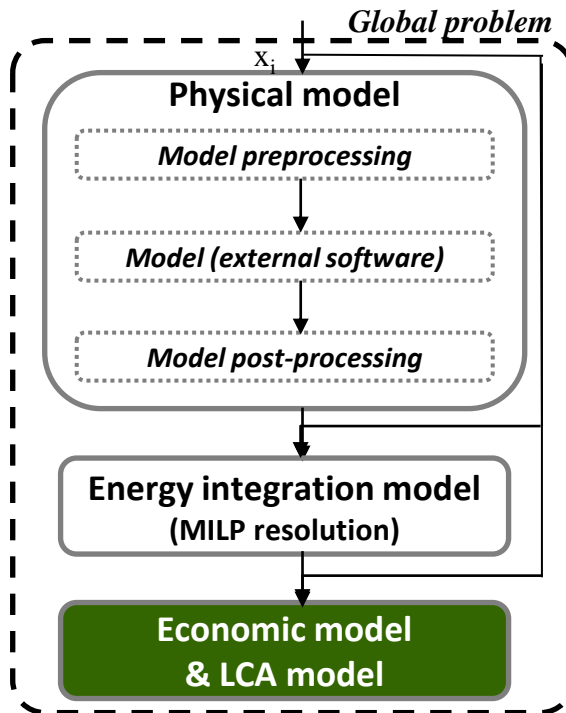 Global problem
x_i
Physical model
Model preprocessing
Model (external software)
Model post-processing
Energy integration model
(MILP resolution)
Economic model
& LCA model